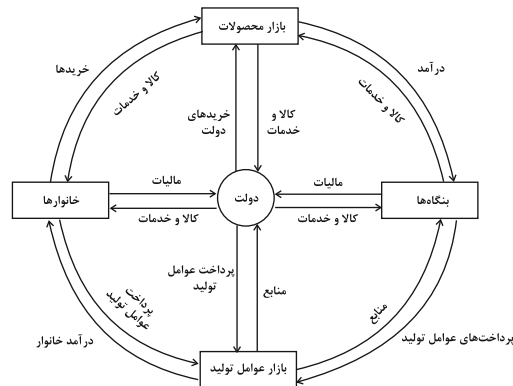 بازار محصولات
خریدها
کالا و خدمات
درآمد
کالا و خدمات
خریدهای
دولت
کالا و
خدمات
خانوارها
مالیات
کالا و خدمات
دولت
مالیات
کالا و خدمات
بنگاه‌ها
پرداخت عوامل
تولید
منابع
پرداخت
عوامل تولید
درآمد خانوار
منابع
پرداخت‌های عوامل تولید
بازار عوامل تولید